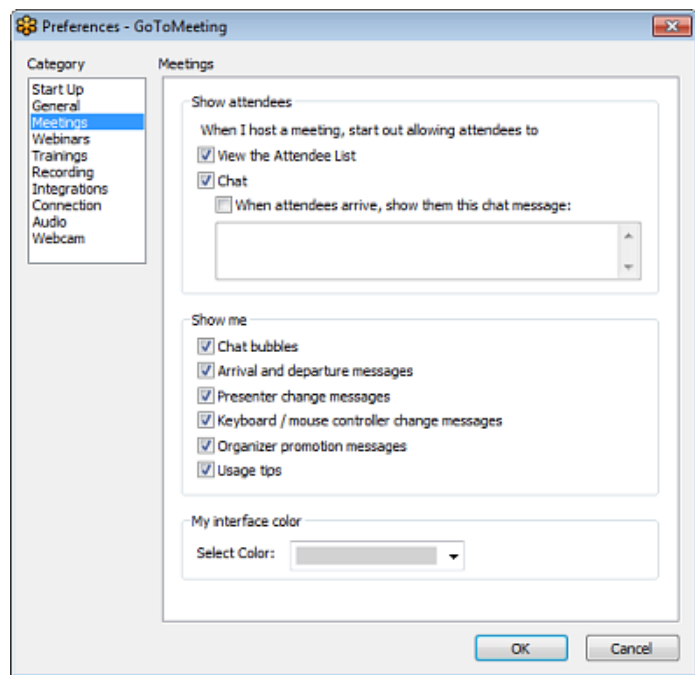 Preferences - GoToMeeting
Category
Start Up
General
Meetings
Webinars
Trainings
Recording
Integrations
Connection
Audio
Webcam
Meetings
Show attendees
When I host a meeting, start out allowing attendees to
View the Attendee List
Chat
When attendees arrive, show them this chat message:
Show me
Chat bubbles
Arrival and departure messages
Presenter change messages
Keyboard / mouse controller change messages
Organizer promotion messages
Usage tips
My interface color
Select Color:
OK
Cancel